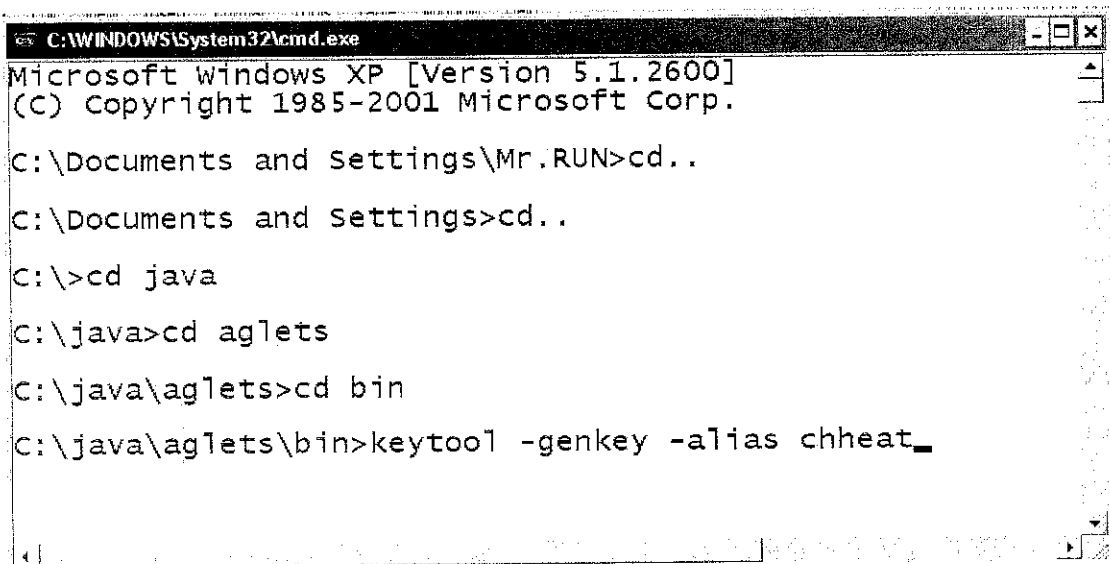 C:\WINDOWS\System32\cmd.exe
Microsoft Windows XP [Version 5.1.2600]
(C) Copyright 1985-2001 Microsoft Corp.
C:\Documents and Settings\Mr.RUN>cd..
C:\Documents and Settings>cd..
C:\>cd java
C:\java>cd aglets
C:\java\aglets>cd bin
C:\java\aglets\bin>keytool -genkey -alias chheat_